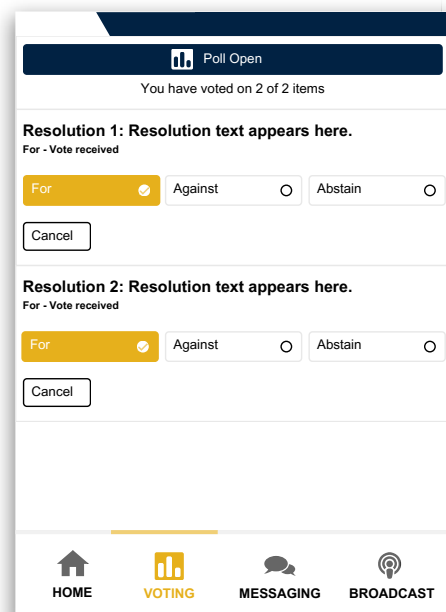 Poll Open
You have voted on 2 of 2 items
Resolution 1: Resolution text appears here.
For - Vote received
For Against Abstain
Cancel
Resolution 2: Resolution text appears here.
For - Vote received
For Against Abstain
Cancel
HOME VOTING MESSAGING BROADCAST